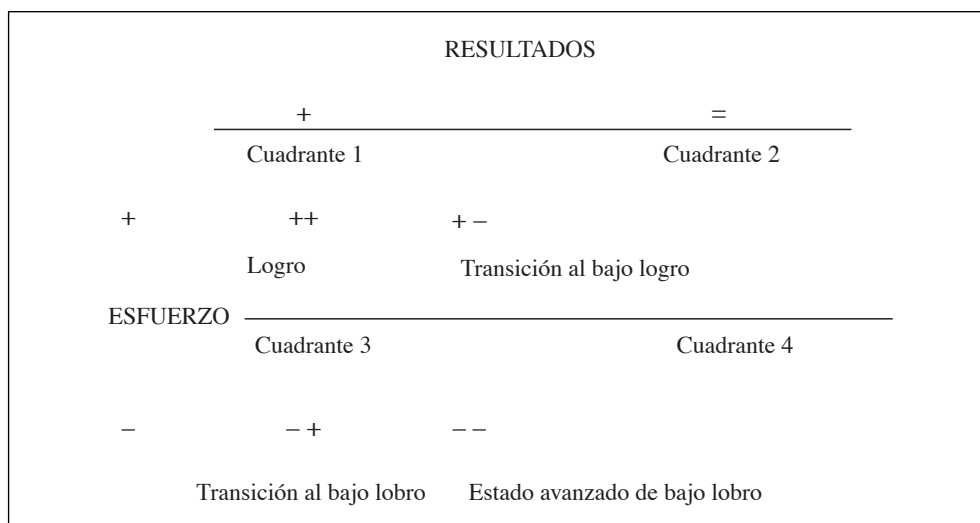 RESULTADOS
+ =
Cuadrante 1 Cuadrante 2
+ ++ + –
Logro Transición al bajo logro
ESFUERZO
Cuadrante 3 Cuadrante 4
– – + – –
Transición al bajo lobro Estado avanzado de bajo lobro